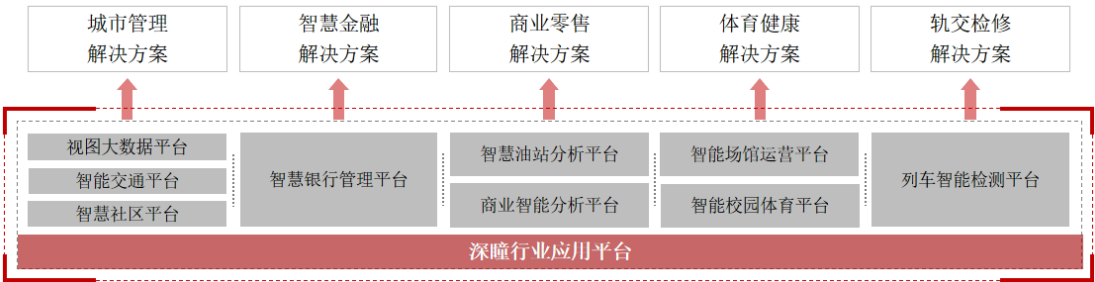 城市管理
解决方案
智慧金融
解决方案
商业零售
解决方案
体育健康
解决方案
轨交检修
解决方案
视图大数据平台
智能交通平台
智慧社区平台
智慧银行管理平台
智慧油站分析平台
商业智能分析平台
智能场馆运营平台
智能校园体育平台
列车智能检测平台
深瞳行业应用平台